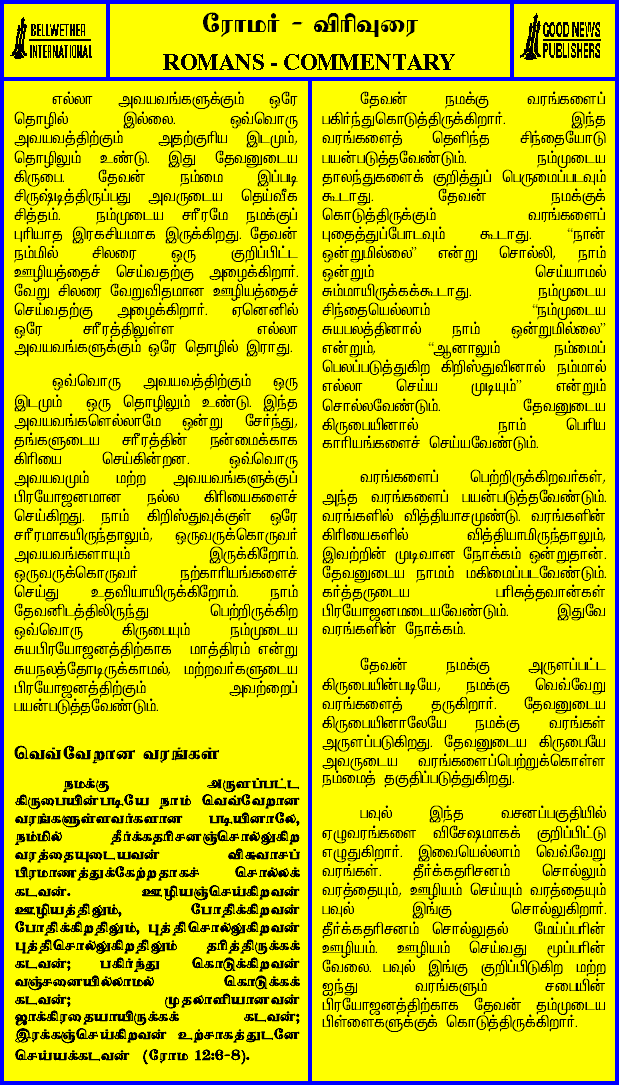 BELLWETHER
INTERNATIONAL
ரோமர் - விரிவுரை
ROMANS - COMMENTARY
GOOD NEWS
PUBLISHERS
எல்லா அவயவங்களுக்கும் ஒரே
தொழில் இல்லை. ஒவ்வொரு
அவயவத்திற்கும் அதற்குரிய இடமும்,
தொழிலும் உண்டு. இது தேவனுடைய
கிருபை. தேவன் நம்மை இப்படி
சிருஷ்டித்திருப்பது அவருடைய தெய்வீக
சித்தம். நம்முடைய சரீரமே நமக்குப்
புரியாத இரகசியமாக இருக்கிறது. தேவன்
நம்மில் சிலரை ஒரு குறிப்பிட்ட
ஊழியத்தைச் செய்வதற்கு அழைக்கிறார்.
வேறு சிலரை வேறுவிதமான ஊழியத்தைச்
செய்வதற்கு அழைக்கிறார். ஏனெனில்
ஒரே சரீரத்திலுள்ள எல்லா
அவயவங்களுக்கும் ஒரே தொழில் இராது.
ஒவ்வொரு அவயவத்திற்கும் ஒரு
இடமும் ஒரு தொழிலும் உண்டு. இந்த
அவயவங்களெல்லாமே ஒன்று சேர்ந்து,
தங்களுடைய சரீரத்தின் நன்மைக்காக
கிரியை செய்கின்றன. ஒவ்வொரு
அவயவமும் மற்ற அவயவங்களுக்குப்
பிரயோஜனமான நல்ல கிரியைகளைச்
செய்கிறது. நாம் கிறிஸ்துவுக்குள் ஒரே
சரீரமாகயிருந்தாலும், ஒருவருக்கொருவர்
அவயவங்களாயும் இருக்கிறோம்.
ஒருவருக்கொருவர் நற்காரியங்களைச்
செய்து உதவியாயிருக்கிறோம். நாம்
தேவனிடத்திலிருந்து பெற்றிருக்கிற
ஒவ்வொரு கிருபையும் நம்முடைய
சுயபிரயோஜனத்திற்காக மாத்திரம் என்று
சுயநலத்தோடிருக்காமல், மற்றவர்களுடைய
பிரயோஜனத்திற்கும் அவற்றைப்
பயன்படுத்தவேண்டும்.
வெவ்வேறான வரங்கள்
நமக்கு அருளப்பட்ட
கிருபையின்படியே நாம் வெவ்வேறான
வரங்களுள்ளவர்களான படியினாலே,
நம்மில் தீர்க்கதரிசனஞ்சொல்லுகிற
வரத்தையுடையவன் விசுவாசப்
பிரமாணத்துக்கேற்றதாகச் சொல்லக்
கடவன். ஊழியஞ்செய்கிறவன்
ஊழியத்திலும், போதிக்கிறவன்
போதிக்கிறதிலும், புத்திசொல்லுகிறவன்
புத்திசொல்லுகிறதிலும் தரித்திருக்கக்
கடவன்; பகிர்ந்து கொடுக்கிறவன்
வஞ்சனையில்லாமல் கொடுக்கக்
கடவன்; முதலாளியானவன்
ஜாக்கிரதையாயிருக்கக் கடவன்;
இரக்கஞ்செய்கிறவன் உற்சாகத்துடனே
செய்யக்கடவன் (ரோம 12:6-8).
தேவன் நமக்கு வரங்களைப்
பகிர்ந்துகொடுத்திருக்கிறார். இந்த
வரங்களைத் தெளிந்த சிந்தையோடு
பயன்படுத்தவேண்டும். நம்முடைய
தாலந்துகளைக் குறித்துப் பெருமைப்படவும்
கூடாது. தேவன் நமக்குக்
கொடுத்திருக்கும் வரங்களைப்
புதைத்துப்போடவும் கூடாது. "நான்
ஒன்றுமில்லை" என்று சொல்லி, நாம்
ஒன்றும் செய்யாமல்
சும்மாயிருக்கக்கூடாது. நம்முடைய
சிந்தையெல்லாம் "நம்முடைய
சுயபலத்தினால் நாம் ஒன்றுமில்லை"
என்றும், "ஆனாலும் நம்மைப்
பெலப்படுத்துகிற கிறிஸ்துவினால் நம்மால்
எல்லா செய்ய முடியும்" என்றும்
சொல்லவேண்டும். தேவனுடைய
கிருபையினால் நாம் பெரிய
காரியங்களைச் செய்யவேண்டும்.
வரங்களைப் பெற்றிருக்கிறவர்கள்,
அந்த வரங்களைப் பயன்படுத்தவேண்டும்.
வரங்களில் வித்தியாசமுண்டு. வரங்களின்
கிரியைகளில் வித்தியாமிருந்தாலும்,
இவற்றின் முடிவான நோக்கம் ஒன்றுதான்.
தேவனுடைய நாமம் மகிமைப்படவேண்டும்.
கர்த்தருடைய பரிசுத்தவான்கள்
பிரயோஜனமடையவேண்டும். இதுவே
வரங்களின் நோக்கம்.
தேவன் நமக்கு அருளப்பட்ட
கிருபையின்படியே, நமக்கு வெவ்வேறு
வரங்களைத் தருகிறார். தேவனுடைய
கிருபையினாலேயே நமக்கு வரங்கள்
அருளப்படுகிறது. தேவனுடைய கிருபையே
அவருடைய வரங்களைப்பெற்றுக்கொள்ள
நம்மைத் தகுதிப்படுத்துகிறது.
பவுல் இந்த வசனப்பகுதியில்
ஏழுவரங்களை விசேஷமாகக் குறிப்பிட்டு
எழுதுகிறார். இவையெல்லாம் வெவ்வேறு
வரங்கள். தீர்க்கதரிசனம் சொல்லும்
வரத்தையும், ஊழியம் செய்யும் வரத்தையும்
பவுல் இங்கு சொல்லுகிறார்.
தீர்க்கதரிசனம் சொல்லுதல் மேய்ப்பரின்
ஊழியம். ஊழியம் செய்வது மூப்பரின்
வேலை. பவுல் இங்கு குறிப்பிடுகிற மற்ற
ஐந்து வரங்களும் சபையின்
பிரயோஜனத்திற்காக தேவன் தம்முடைய
பிள்ளைகளுக்குக் கொடுத்திருக்கிறார்.